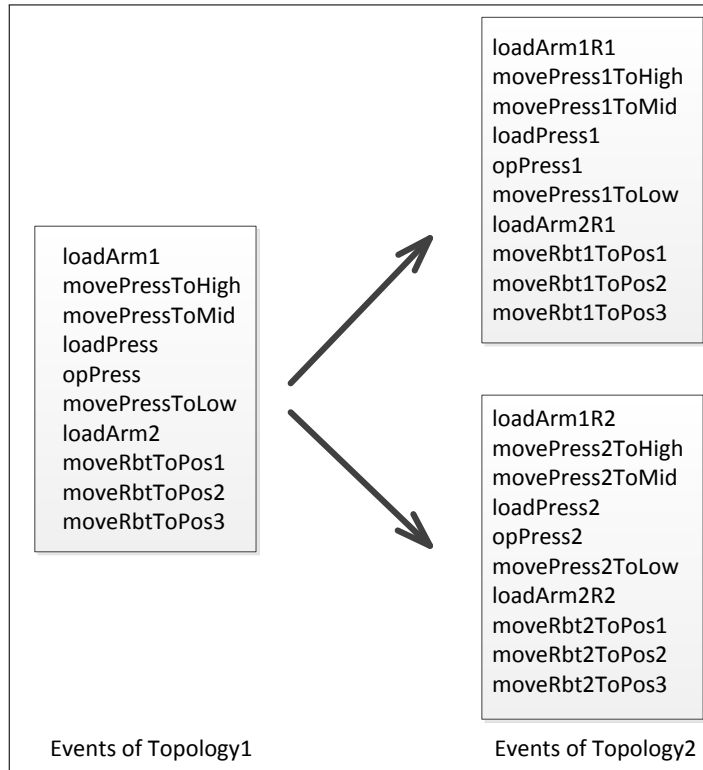 loadArm1
movePressToHigh
movePressToMid
loadPress
opPress
movePressToLow
loadArm2
moveRbtToPos1
moveRbtToPos2
moveRbtToPos3
Events of Topology1
loadArm1R1
movePress1ToHigh
movePress1ToMid
loadPress1
opPress1
movePress1ToLow
loadArm2R1
moveRbt1ToPos1
moveRbt1ToPos2
moveRbt1ToPos3
loadArm1R2
movePress2ToHigh
movePress2ToMid
loadPress2
opPress2
movePress2ToLow
loadArm2R2
moveRbt2ToPos1
moveRbt2ToPos2
moveRbt2ToPos3
Events of Topology2